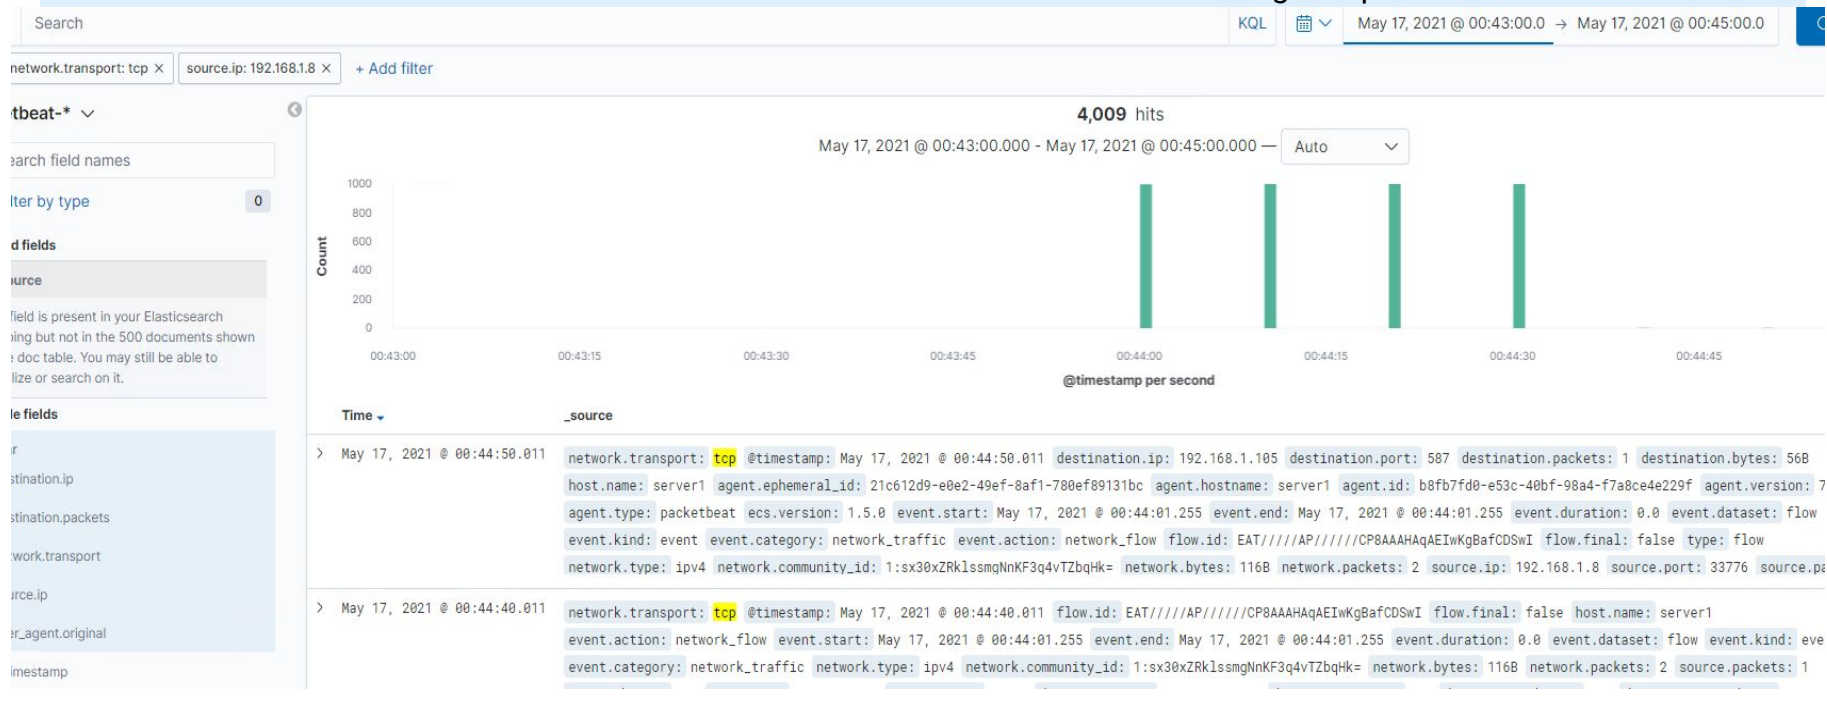 Search KQL May 17, 2021 @ 00:43:00.0 → May 17, 2021 @ 00:45:00.0
network.transport: tcp × source.ip: 192.168.1.8 × + Add filter
tbeat-*
earch field names
lter by type 0
d fields
ource
field is present in your Elasticsearch
ping but not in the 500 documents shown
doc table. You may still be able to
lize or search on it.
le fields
r
stination.ip
stination.packets
twork.transport
urce.ip
er_agent.original
imestamp
4,009 hits
May 17, 2021 @ 00:43:00.000 - May 17, 2021 @ 00:45:00.000 — Auto
Count
1000
800
600
400
200
0
00:43:00 00:43:15 00:43:30 00:43:45 00:44:00 00:44:15 00:44:30 00:44:45
@timestamp per second
Time _source
May 17, 2021 @ 00:44:50.011 network.transport: tcp @timestamp: May 17, 2021 @ 00:44:50.011 destination.ip: 192.168.1.105 destination.port: 587 destination.packets: 1 destination.bytes: 56B
host.name: server1 agent.ephemeral_id: 21c612d9-e0e2-49ef-8af1-780ef89131bc agent.hostname: server1 agent.id: b8fb7fd0-e53c-40bf-98a4-f7a8ce4e229f agent.version: 7
agent.type: packetbeat ecs.version: 1.5.0 event.start: May 17, 2021 @ 00:44:01.255 event.end: May 17, 2021 @ 00:44:01.255 event.duration: 0.0 event.dataset: flow
event.kind: event event.category: network_traffic event.action: network_flow flow.id: EAT/////AP//////CP8AAAHAqAEIwKgBafCDSwI flow.final: false type: flow
network.type: ipv4 network.community_id: 1:sx30xZRklssmgNnKF3q4vTZbqHk= network.bytes: 116B network.packets: 2 source.ip: 192.168.1.8 source.port: 33776 source.pa
May 17, 2021 @ 00:44:40.011 network.transport: tcp @timestamp: May 17, 2021 @ 00:44:40.011 flow.id: EAT/////AP//////CP8AAAHAqAEIwKgBafCDSwI flow.final: false host.name: server1
event.action: network_flow event.start: May 17, 2021 @ 00:44:01.255 event.end: May 17, 2021 @ 00:44:01.255 event.duration: 0.0 event.dataset: flow event.kind: eve
event.category: network_traffic network.type: ipv4 network.community_id: 1:sx30xZRklssmgNnKF3q4vTZbqHk= network.bytes: 116B network.packets: 2 source.packets: 1